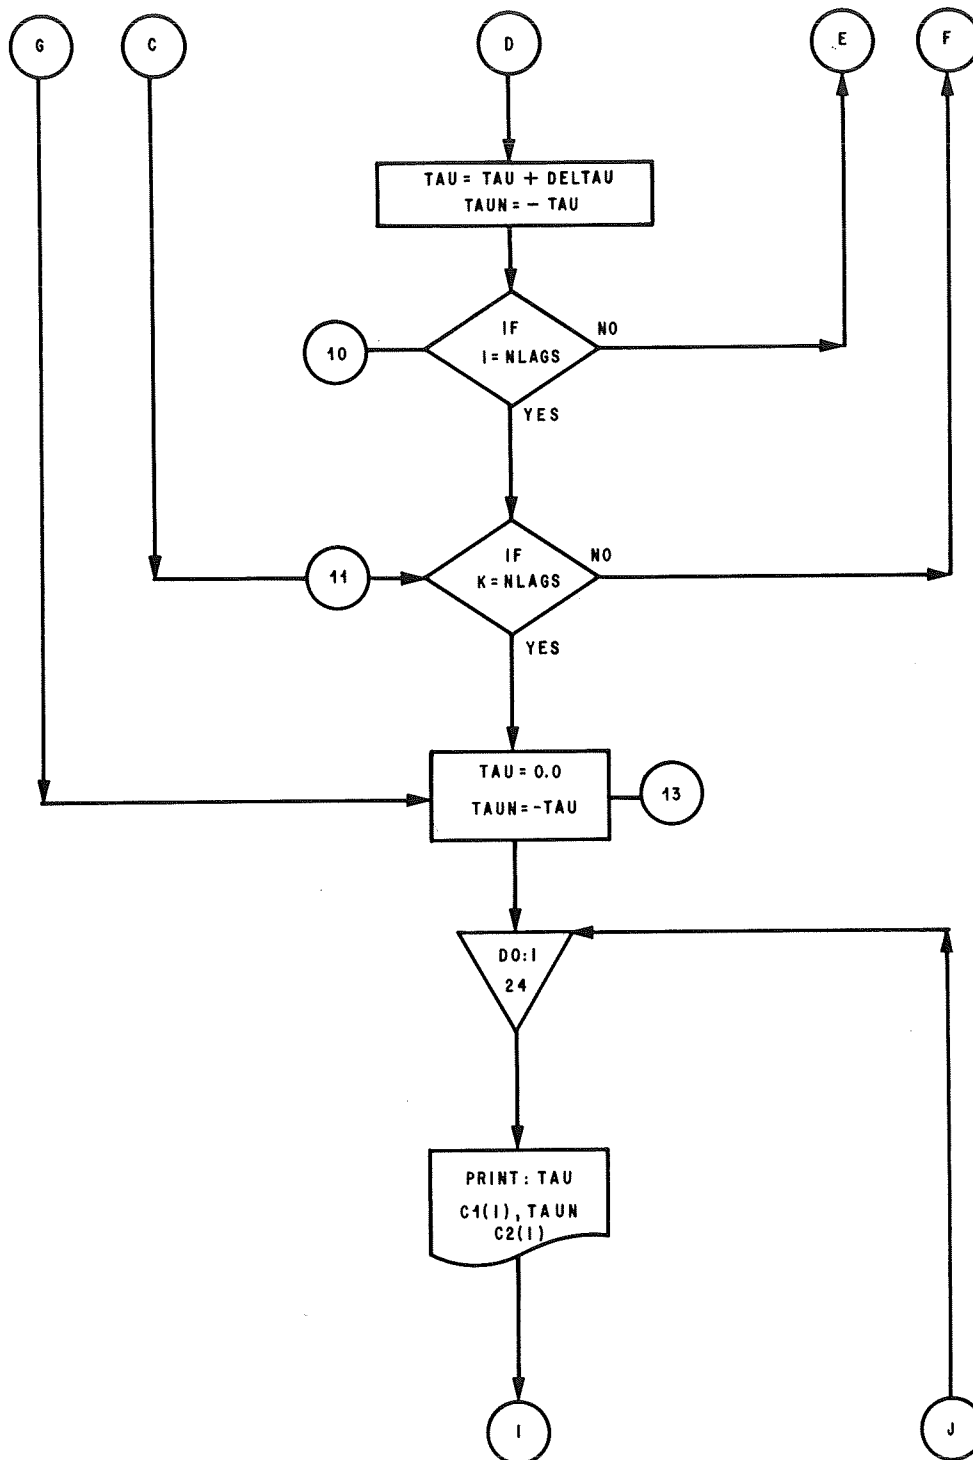 G
C
D
E
F
TAU = TAU + DELTAU
TAUN = - TAU
10
IF
I = NLAGS
NO
YES
11
IF
K = NLAGS
NO
YES
TAU = 0.0
TAUN = -TAU
13
DO: I
24
PRINT: TAU
C1(I), TAUN
C2(I)
I
J